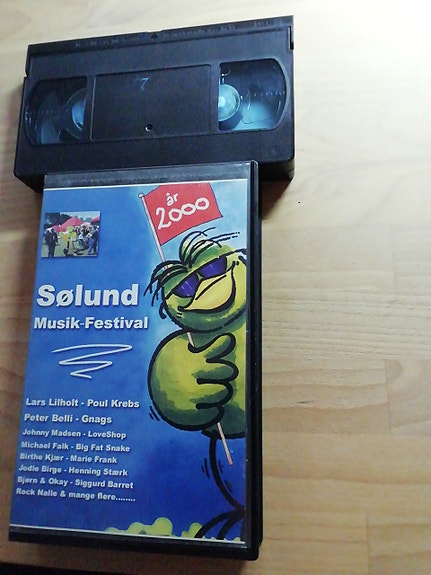 7
år
2000
Sølund
Musik-Festival
Lars Lilholt - Poul Krebs
Peter Belli - Gnags
Johnny Madsen - LoveShop
Michael Falk - Big Fat Snake
Birthe Kjær - Marie Frank
Jodie Birge - Henning Stærk
Bjørn & Okay - Siggurd Barret
Rock Nalle & mange flere........